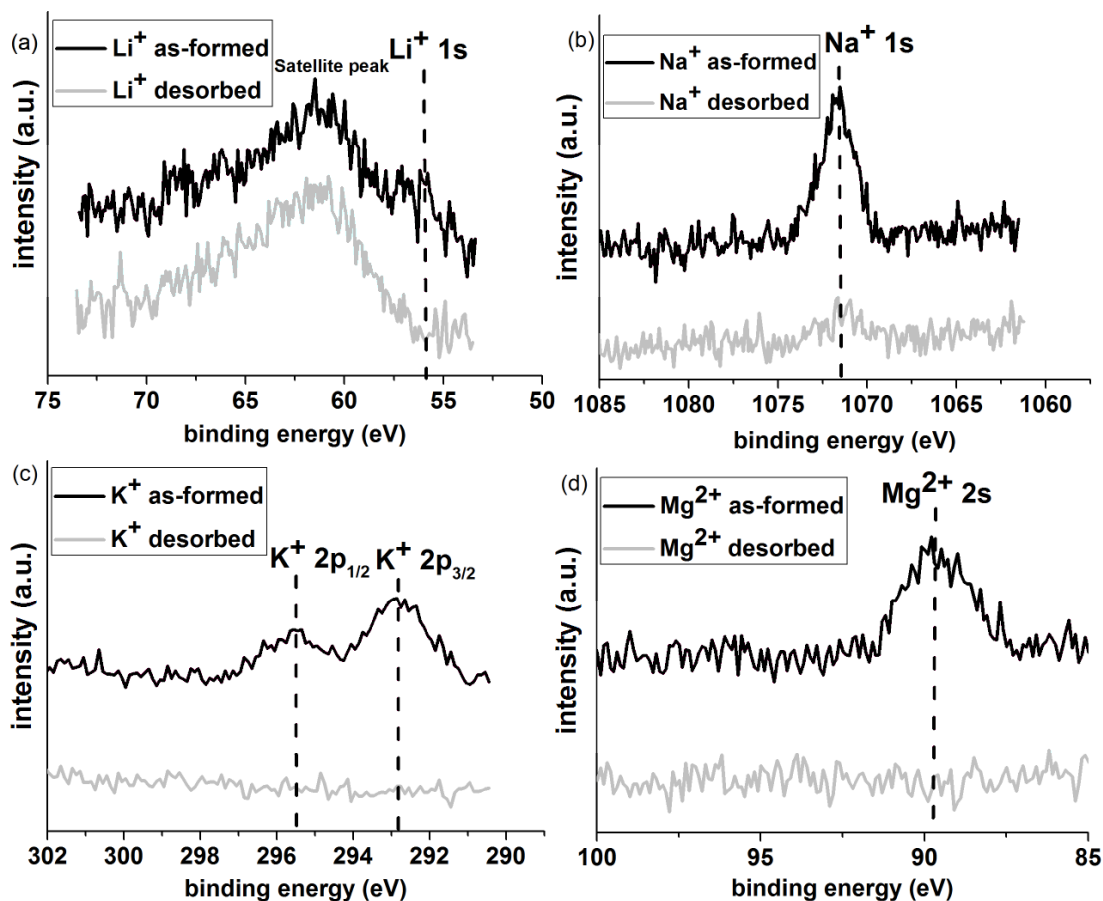 (a)
Li+ as-formed
Li+ desorbed
Satellite peak
Li+ 1s
intensity (a.u.)
75 70 65 60 55 50
binding energy (eV)
(b)
Na+ as-formed
Na+ desorbed
Na+ 1s
intensity (a.u.)
1085 1080 1075 1070 1065 1060
binding energy (eV)
(c)
K+ as-formed
K+ desorbed
K+ 2p1/2 K+ 2p3/2
intensity (a.u.)
302 300 298 296 294 292 290
binding energy (eV)
(d)
Mg2+ as-formed
Mg2+ desorbed
Mg2+ 2s
intensity (a.u.)
100 95 90 85
binding energy (eV)